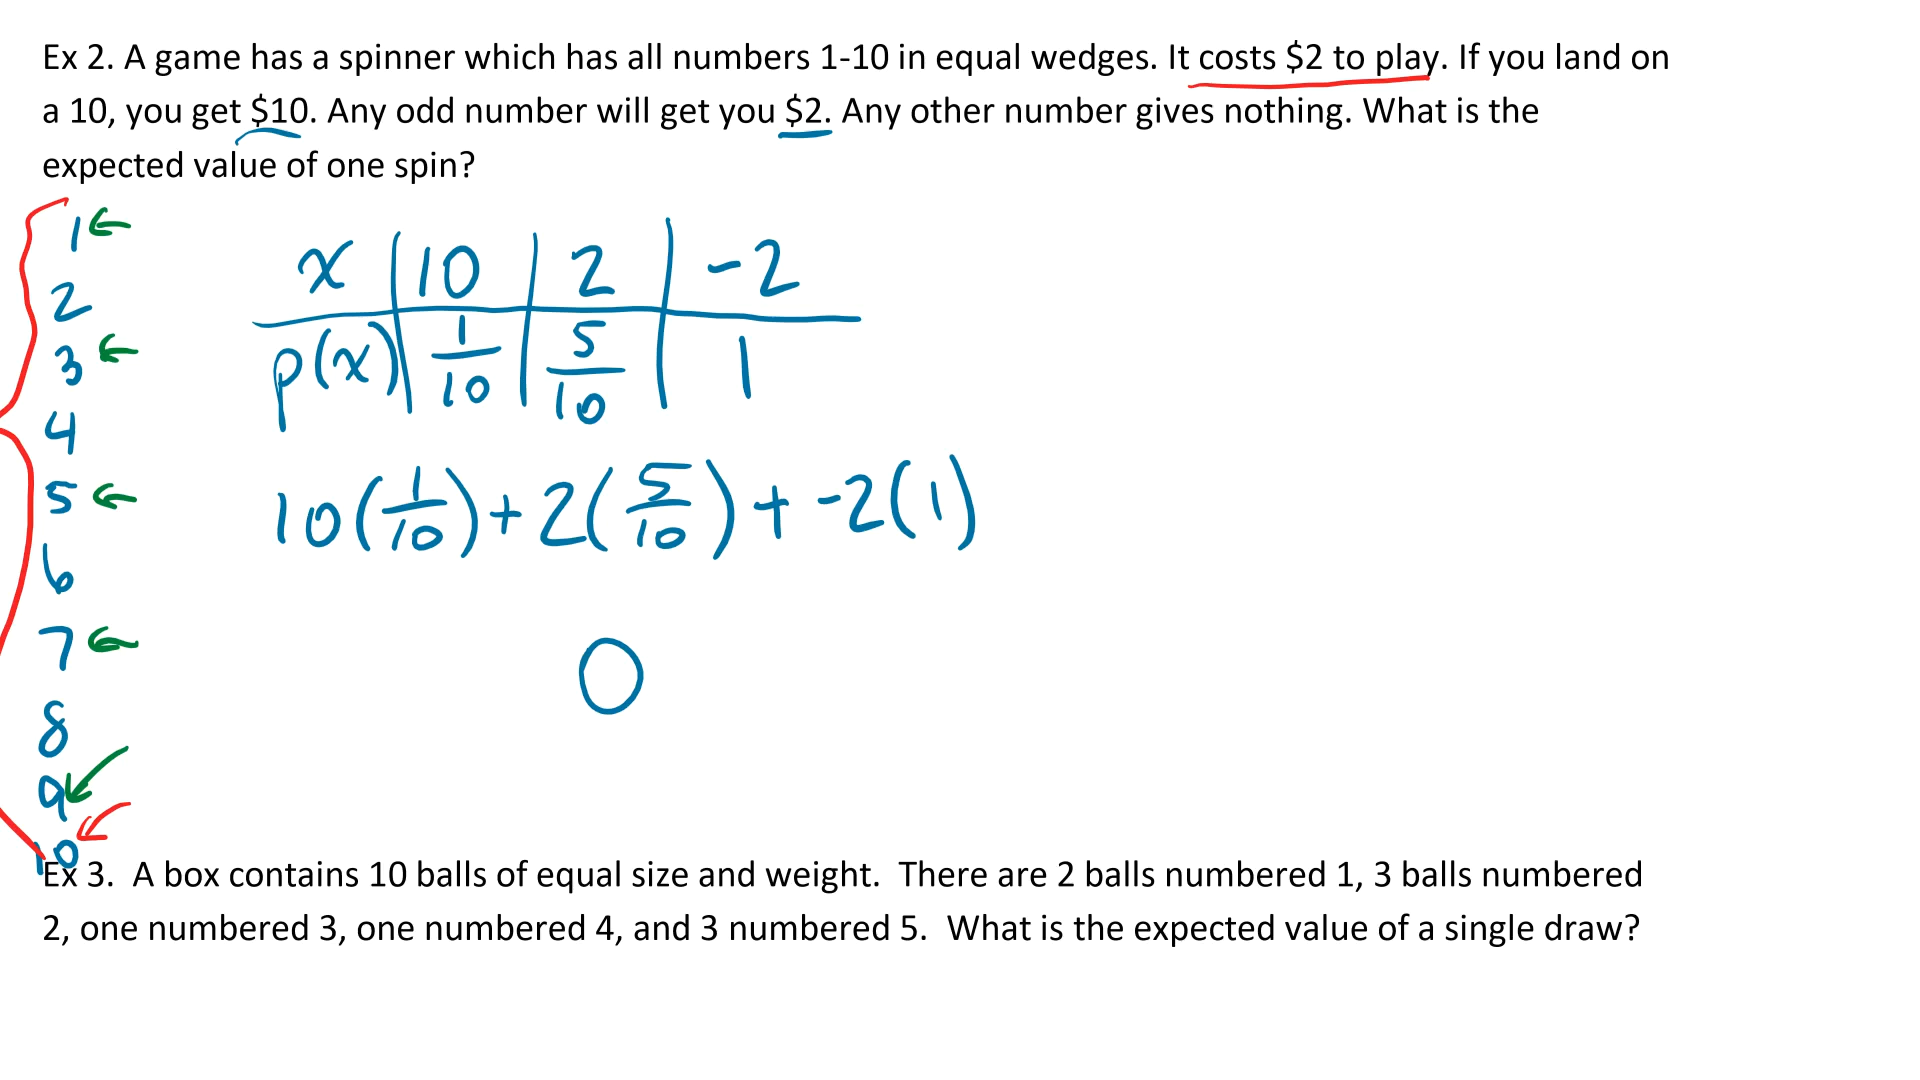 Ex 2. A game has a spinner which has all numbers 1-10 in equal wedges. It costs $2 to play. If you land on
a 10, you get $10. Any odd number will get you $2. Any other number gives nothing. What is the
expected value of one spin?
1
2
3
4
5
6
7
8
9
10
x | 10 | 2 | -2
p(x) | 1/10 | 5/10 | 1
10(1/10) + 2(5/10) + -2(1)
0
Ex 3. A box contains 10 balls of equal size and weight. There are 2 balls numbered 1, 3 balls numbered
2, one numbered 3, one numbered 4, and 3 numbered 5. What is the expected value of a single draw?